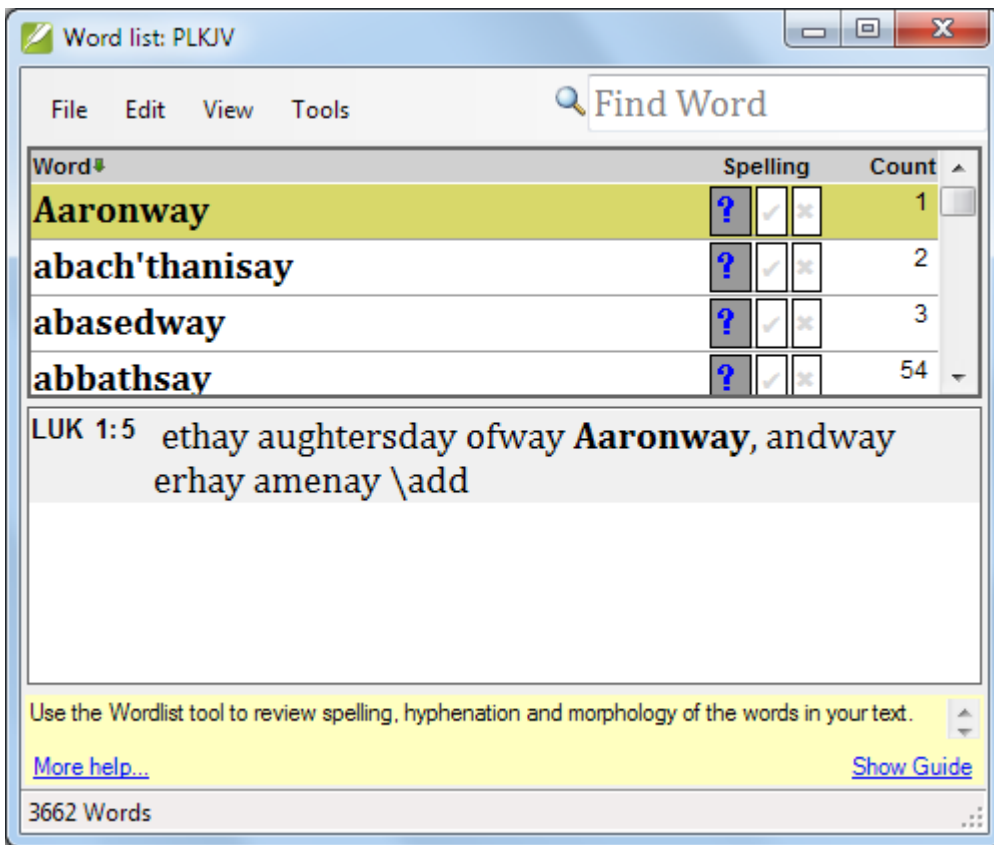 Word list: PLKJV
File Edit View Tools Find Word
Word Spelling Count
Aaronway ? 1
abach'thanisay ? 2
abasedway ? 3
abbathsay ? 54
LUK 1:5 ethay aughtersday ofway Aaronway, andway
erhay amenay \add
Use the Wordlist tool to review spelling, hyphenation and morphology of the words in your text.
More help... Show Guide
3662 Words